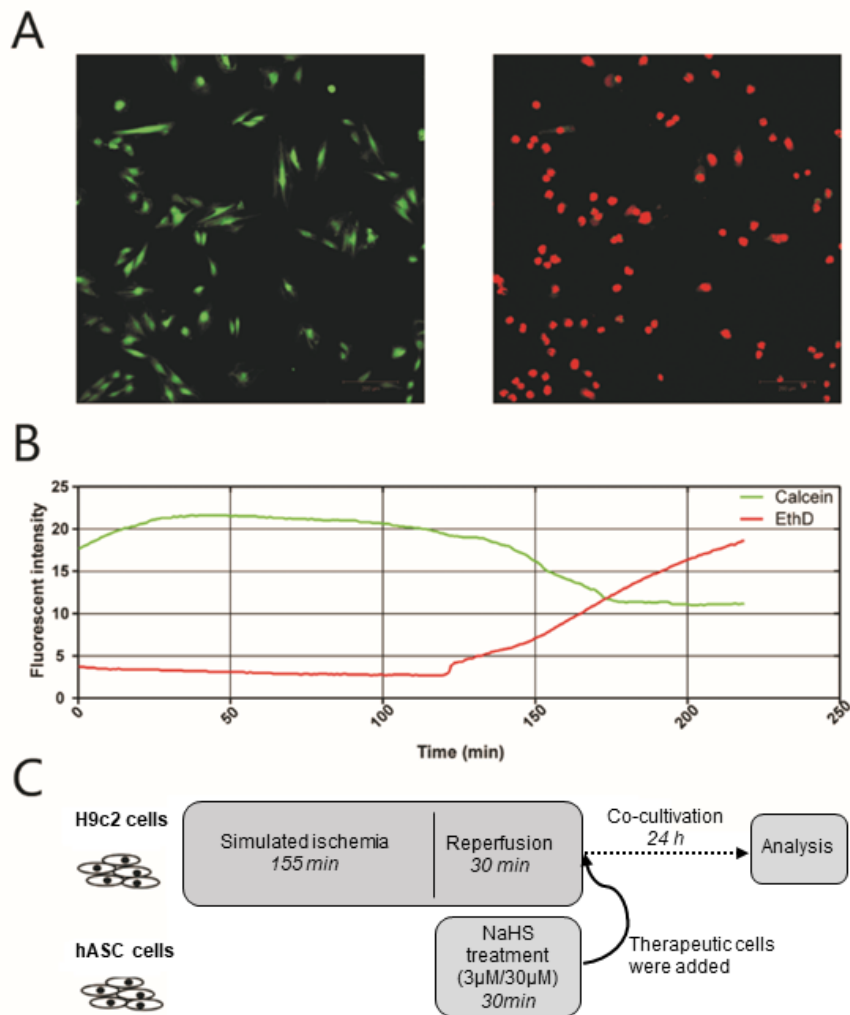 A
B
25
20
15
10
5
0
Fluorescent intensity
Calcein
EthD
0
50
100
150
200
250
Time (min)
C
H9c2 cells
Simulated ischemia
155 min
Reperfusion
30 min
Co-cultivation
24 h
Analysis
hASC cells
NaHS
treatment
(3µM/30µM)
30min
Therapeutic cells
were added